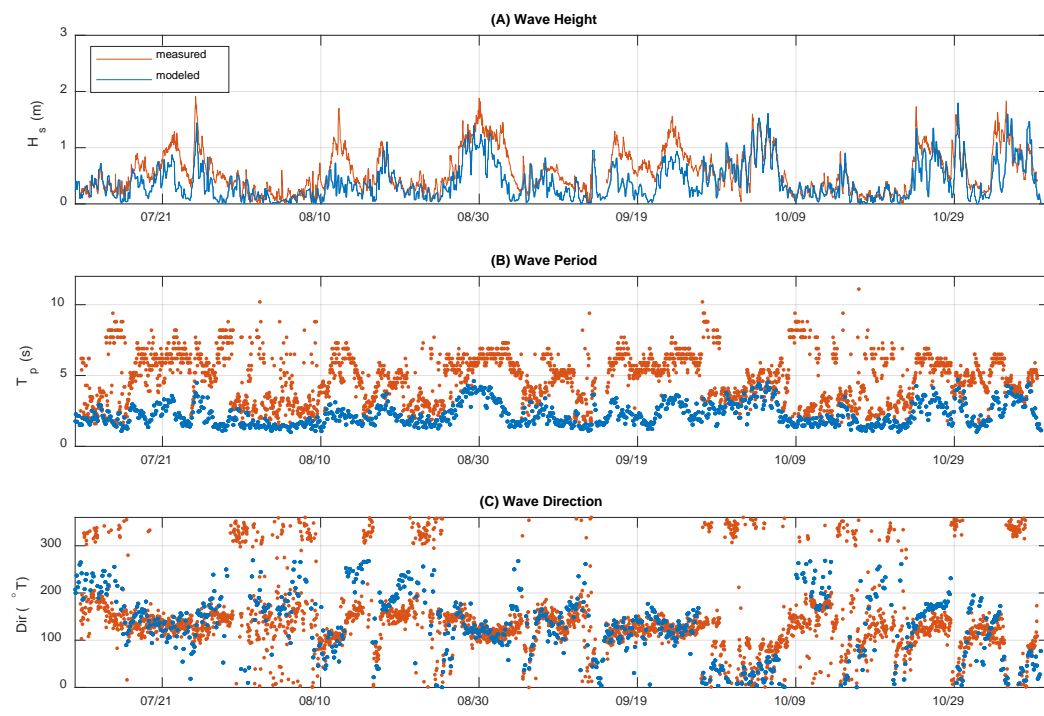 (A) Wave Height
3
measured
modeled
2
H s (m)
1
0
07/21 08/10 08/30 09/19 10/09 10/29
(B) Wave Period
10
T p (s)
5
0
07/21 08/10 08/30 09/19 10/09 10/29
(C) Wave Direction
300
200
Dir ( °T)
100
0
07/21 08/10 08/30 09/19 10/09 10/29